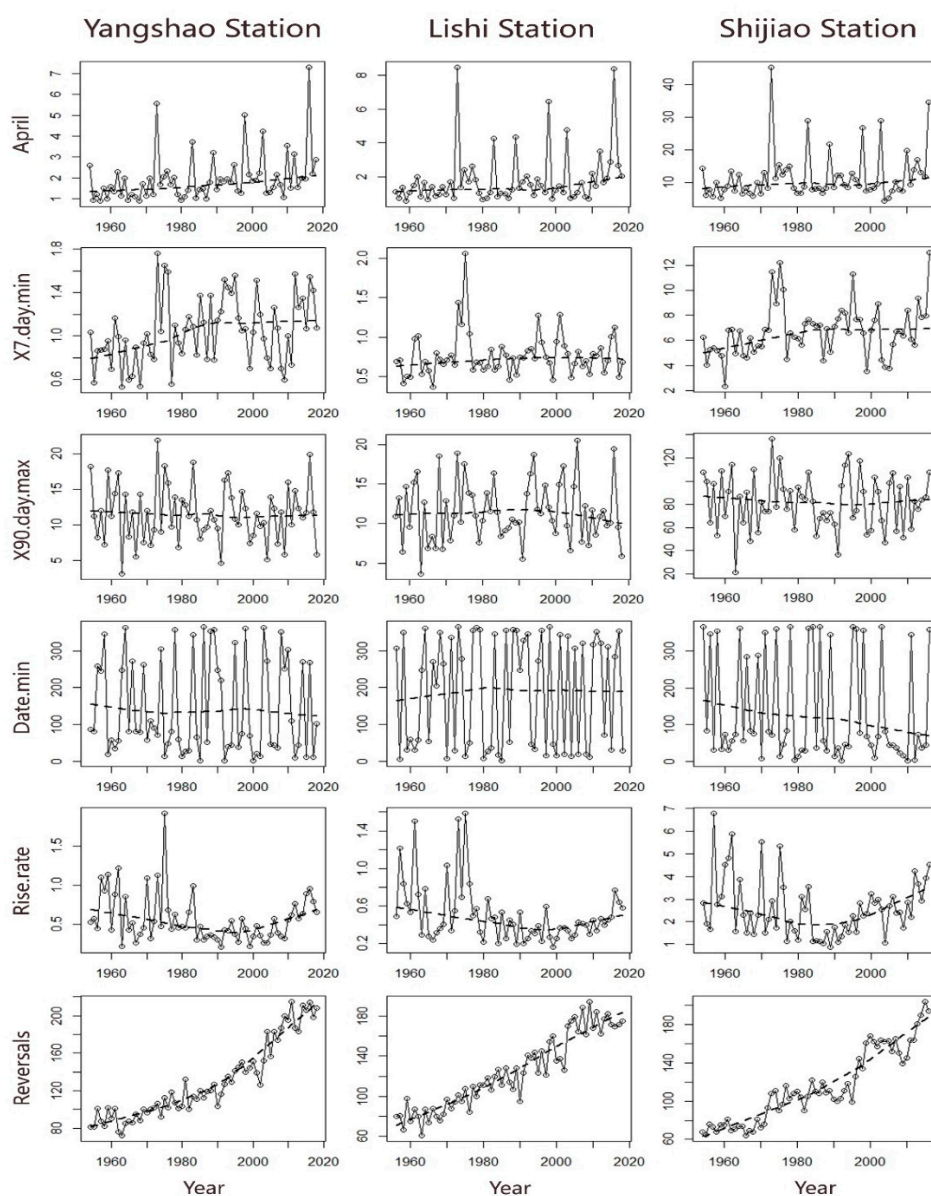 Yangshao Station Lishi Station Shijiao Station
April
1 2 3 4 5 6 7
2 4 6 8
10 20 30 40
1960 1980 2000 2020
1960 1980 2000 2020
1960 1980 2000
X7.day.min
0.6 1.0 1.4 1.8
0.5 1.0 1.5 2.0
2 4 6 8 10 12
1960 1980 2000 2020
1960 1980 2000 2020
1960 1980 2000
X90.day.max
5 10 15 20
5 10 15 20
20 40 60 80 120
1960 1980 2000 2020
1960 1980 2000 2020
1960 1980 2000
Date.min
0 100 200 300
0 100 200 300
0 100 200 300
1960 1980 2000 2020
1960 1980 2000 2020
1960 1980 2000
Rise.rate
0.5 1.0 1.5
0.2 0.6 1.0 1.4
1 2 3 4 5 6 7
1960 1980 2000 2020
1960 1980 2000 2020
1960 1980 2000
Reversals
80 120 160 200
60 100 140 180
60 100 140 180
1960 1980 2000 2020
1960 1980 2000 2020
1960 1980 2000
Year Year Year